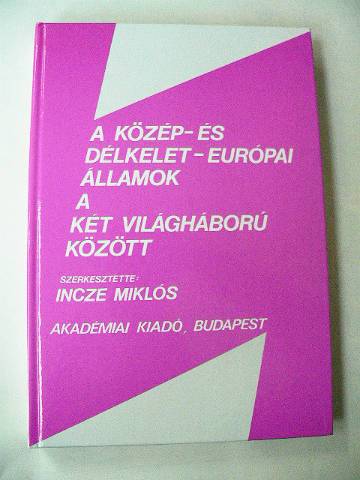 A KÖZÉP-ÉS
DÉLKELET-EURÓPAI
ÁLLAMOK
A
KÉT VILÁGHÁBORÚ
KÖZÖTT
SZERKESZTETTE:
INCZE MIKLÓS
AKADÉMIAI KIADÓ, BUDAPEST